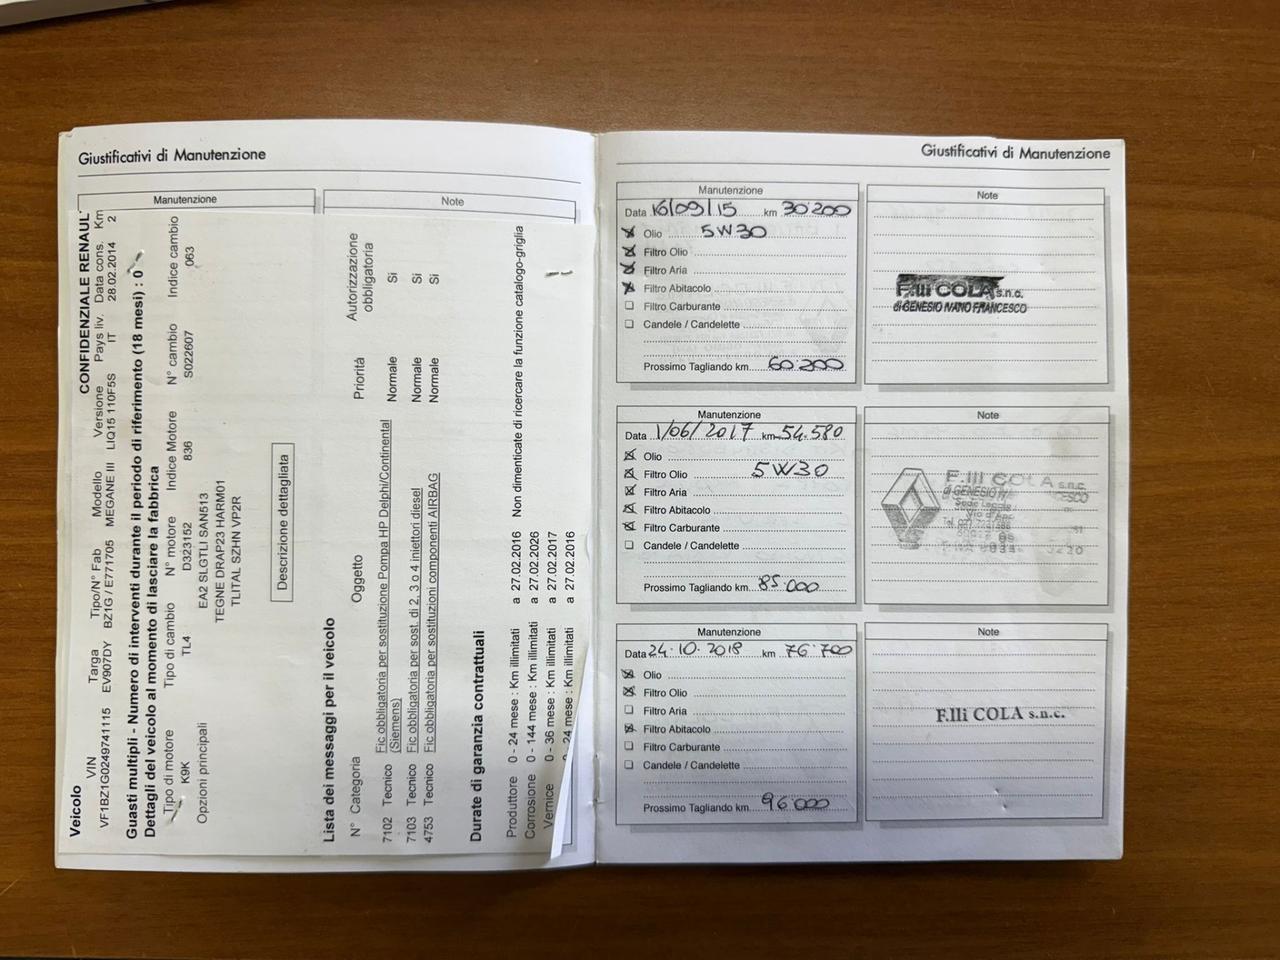 Giustificativi di Manutenzione
Manutenzione
Note
CONFIDENZIALE RENAUL
Veicolo
VIN Targa Tipo/N° Fab Modello Versione Pays liv. Data cons. Km
VF1BZ1G0249741115 EV907DY BZ1G / E771705 MEGANE III LIQ15 110F5S IT 28.02.2014 2
Guasti multipli - Numero di interventi durante il periodo di riferimento (18 mesi) : 0
Dettagli del veicolo al momento di lasciare la fabbrica
Tipo di motore Tipo di cambio N° motore Indice Motore N° cambio Indice cambio
K9K TL4 D323152 836 S022607 063
Opzioni principali EA2 SLGTLI SAN513
TEGNE DRAP23 HARM01
TLITAL SZHN VP2R
Descrizione dettagliata
Lista dei messaggi per il veicolo
N° Categoria Oggetto Priorità Autorizzazione
obbligatoria
7102 Tecnico Fic obbligatoria per sostituzione Pompa HP Delphi/Continental Normale Si
(Siemens)
7103 Tecnico Fic obbligatoria per sost. di 2, 3 o 4 iniettori diesel Normale Si
4753 Tecnico Fic obbligatoria per sostituzioni componenti AIRBAG Normale Si
Durate di garanzia contrattuali
Produttore 0 - 24 mese : Km illimitati a 27.02.2016 Non dimenticate di ricercare la funzione catalogo-griglia
Corrosione 0 - 144 mese : Km illimitati a 27.02.2026
Vernice 0 - 36 mese : Km illimitati a 27.02.2017
0 - 24 mese : Km illimitati a 27.02.2016
Giustificativi di Manutenzione
Manutenzione
Data 16/09/15 km 30'200
Olio 5W30
Filtro Olio
Filtro Aria
Filtro Abitacolo
Filtro Carburante
Candele / Candelette
Prossimo Tagliando km 60'200
Note
F.lli COLA s.n.c.
di GENESIO IVANO FRANCESCO
Manutenzione
Data 1/06/2017 km 54.580
Olio
Filtro Olio 5W30
Filtro Aria
Filtro Abitacolo
Filtro Carburante
Candele / Candelette
Prossimo Tagliando km 85'000
Note
F.lli COLA s.n.c.
di GENESIO
Sede Legale
Manutenzione
Data 24.10.2018 km 76'700
Olio
Filtro Olio
Filtro Aria
Filtro Abitacolo
Filtro Carburante
Candele / Candelette
Prossimo Tagliando km 96'000
Note
F.lli COLA s.n.c.